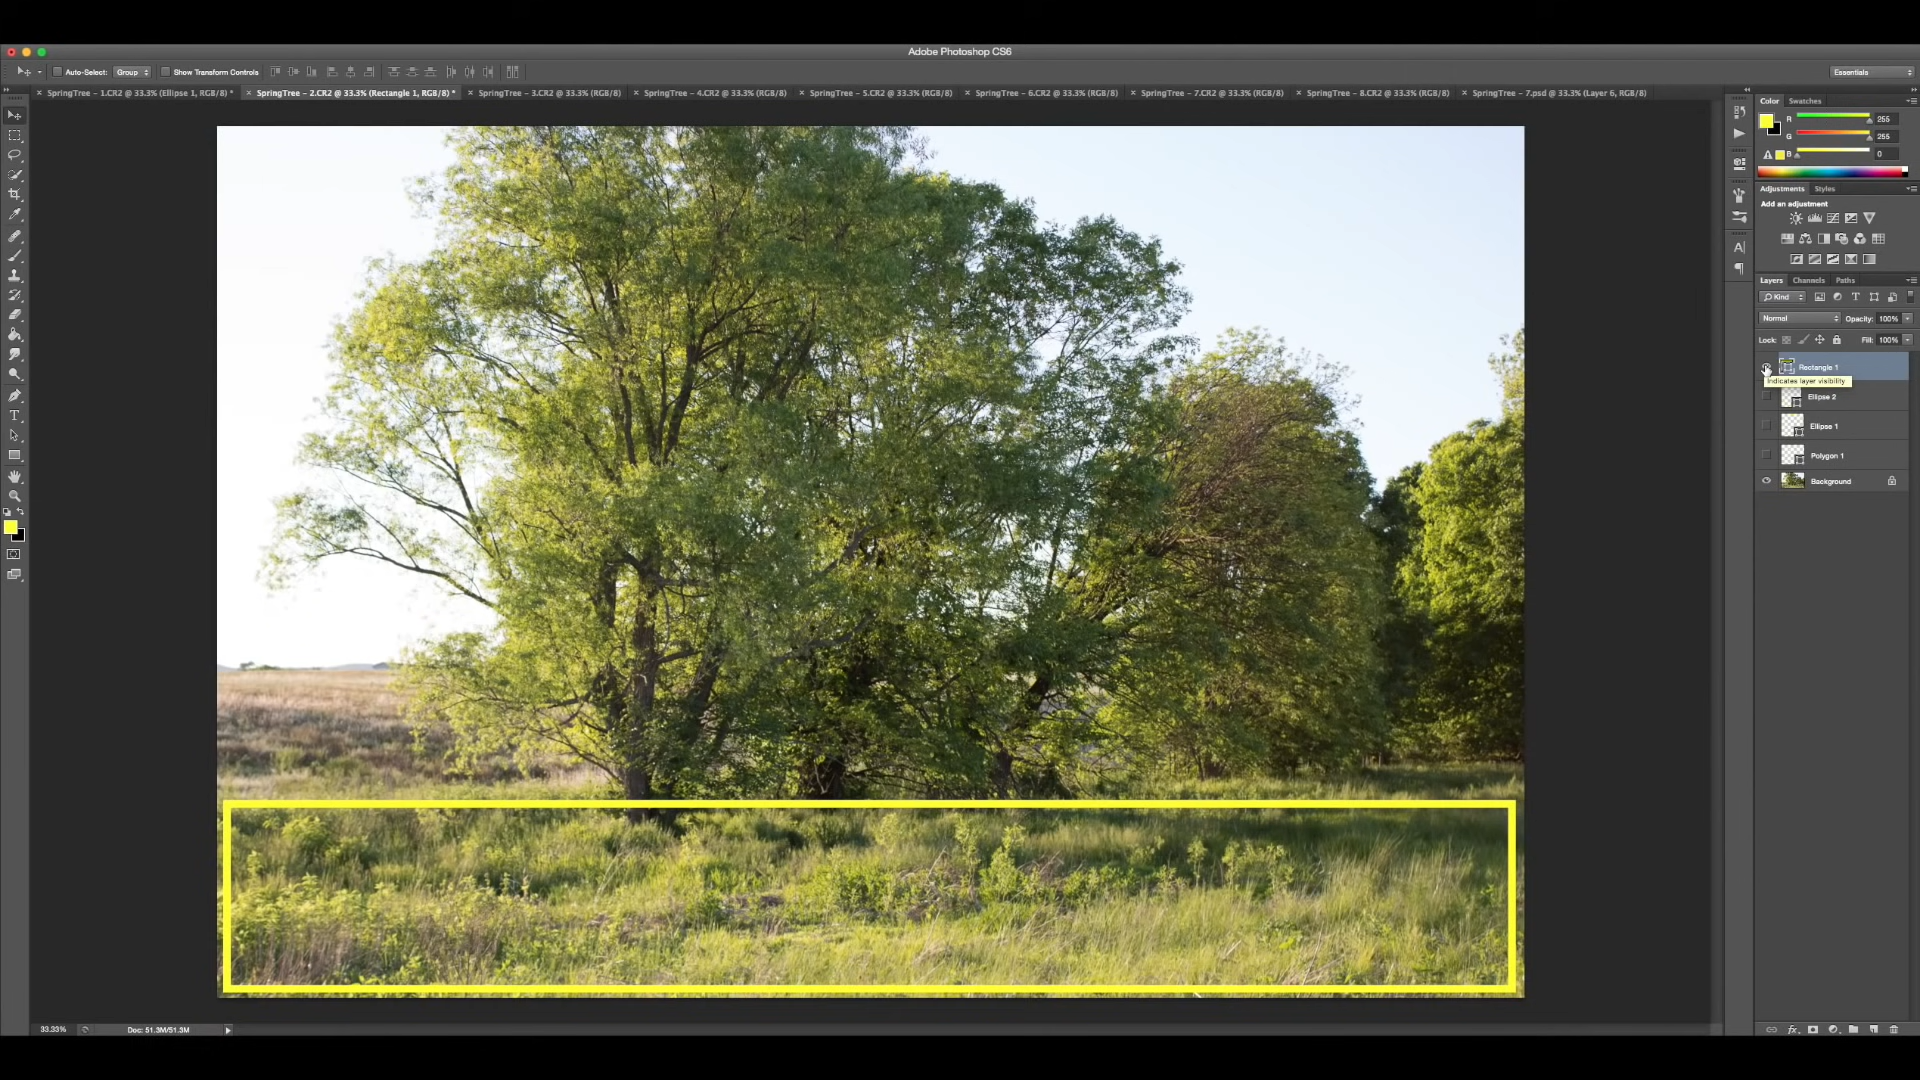 Adobe Photoshop CS6
Auto-Select: Group Show Transform Controls Essentials
SpringTree – 1.CR2 @ 33.3% (Ellipse 1, RGB/8) * SpringTree – 2.CR2 @ 33.3% (Rectangle 1, RGB/8) * SpringTree – 3.CR2 @ 33.3% (RGB/8) SpringTree – 4.CR2 @ 33.3% (RGB/8) SpringTree – 5.CR2 @ 33.3% (RGB/8) SpringTree – 6.CR2 @ 33.3% (RGB/8) SpringTree – 7.CR2 @ 33.3% (RGB/8) SpringTree – 8.CR2 @ 33.3% (RGB/8) SpringTree – 7.psd @ 33.3% (Layer 6, RGB/8)
Color Swatches
R 255
G 255
B 0
Adjustments Styles
Add an adjustment
Layers Channels Paths
Kind
Normal Opacity: 100%
Lock: Fill: 100%
Rectangle 1
Indicates layer visibility
Ellipse 2
Ellipse 1
Polygon 1
Background
33.33% Doc: 51.3M/51.3M